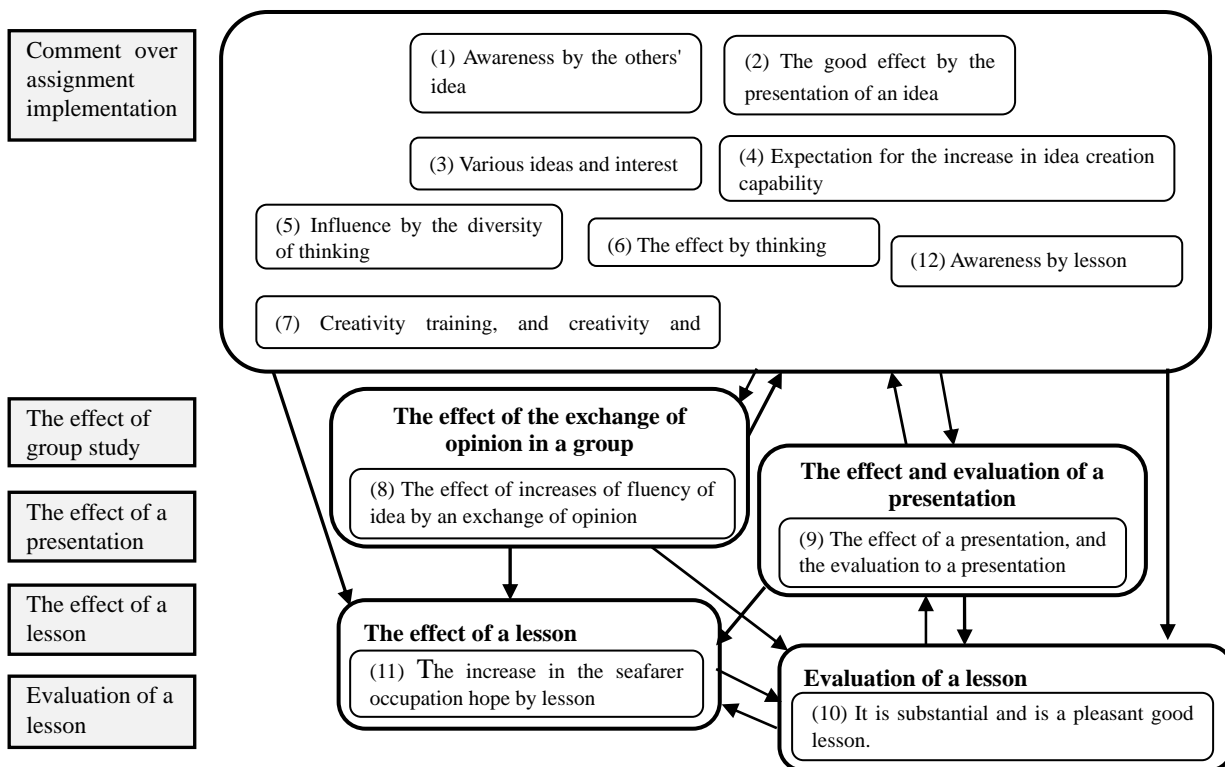 Comment over
assignment
implementation
(1) Awareness by the others'
idea
(2) The good effect by the
presentation of an idea
(3) Various ideas and interest
(4) Expectation for the increase in idea creation
capability
(5) Influence by the diversity
of thinking
(6) The effect by thinking
(12) Awareness by lesson
(7) Creativity training, and creativity and
The effect of
group study
The effect of the exchange of
opinion in a group
(8) The effect of increases of fluency of
idea by an exchange of opinion
The effect and evaluation of a
presentation
(9) The effect of a presentation, and
the evaluation to a presentation
The effect of a
presentation
The effect of a
lesson
The effect of a lesson
(11) The increase in the seafarer
occupation hope by lesson
Evaluation of a
lesson
Evaluation of a lesson
(10) It is substantial and is a pleasant good
lesson.